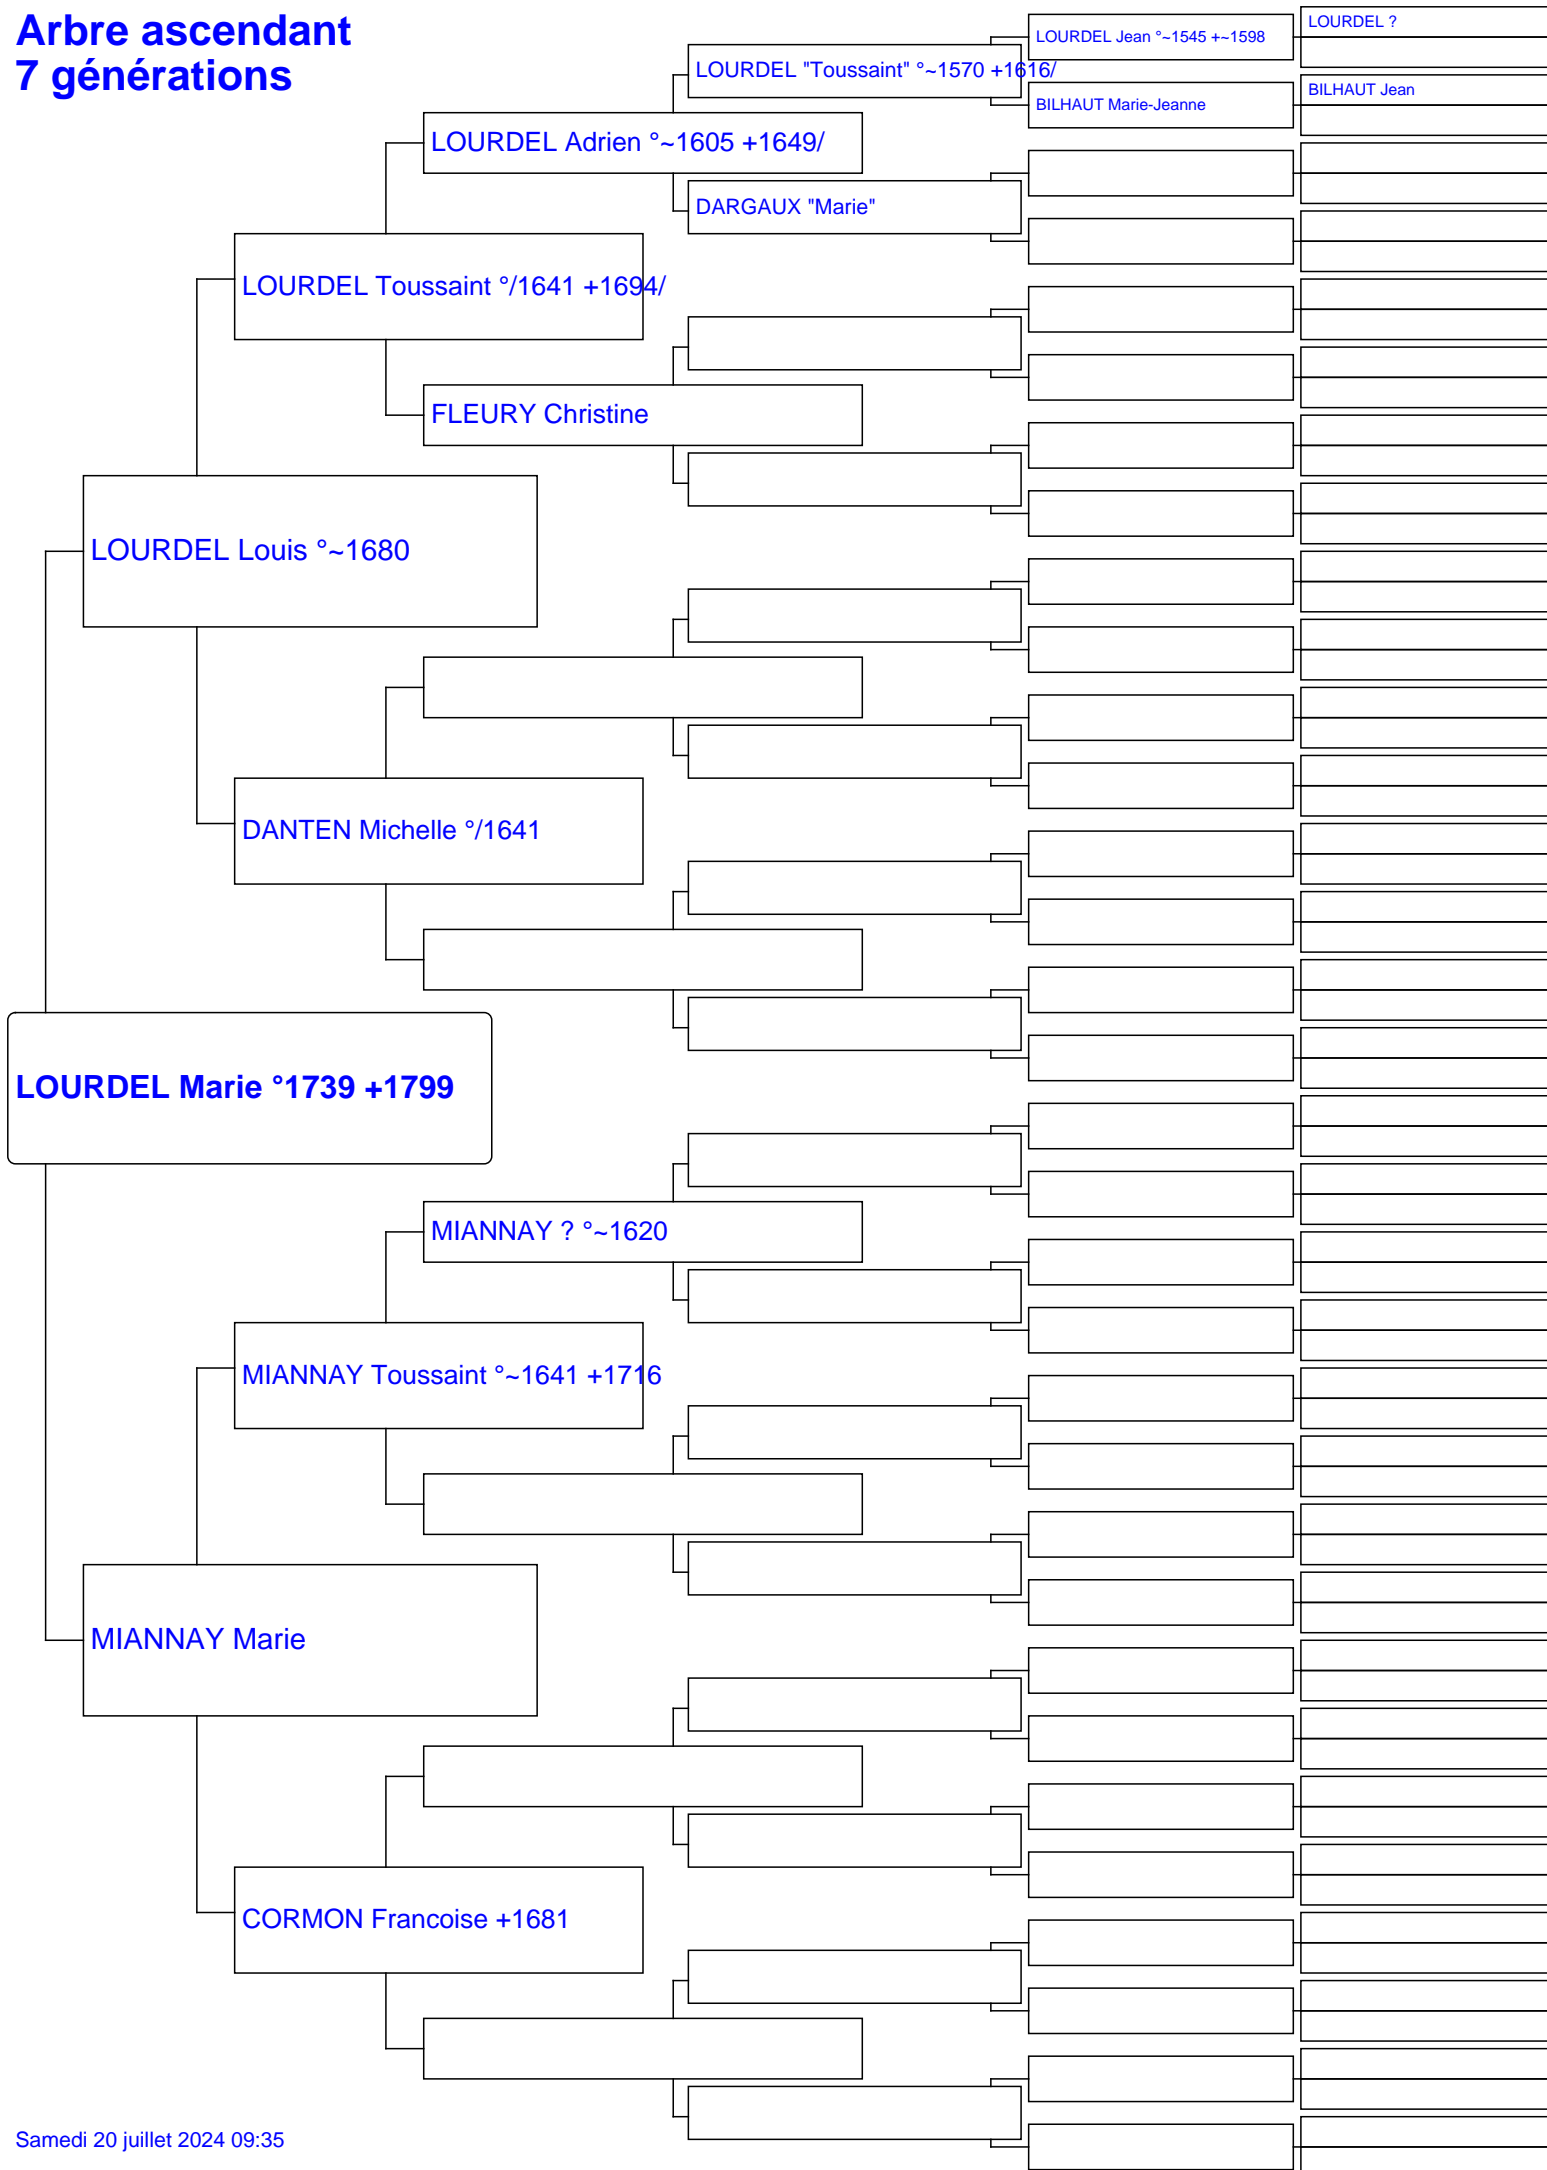 Arbre ascendant
7 générations
LOURDEL ?
LOURDEL Jean °~1545 +~1598
LOURDEL "Toussaint" °~1570 +1616/
BILHAUT Jean
BILHAUT Marie-Jeanne
LOURDEL Adrien °~1605 +1649/
DARGAUX "Marie"
LOURDEL Toussaint °/1641 +1694/
FLEURY Christine
LOURDEL Louis °~1680
DANTEN Michelle °/1641
LOURDEL Marie °1739 +1799
MIANNAY ? °~1620
MIANNAY Toussaint °~1641 +1716
MIANNAY Marie
CORMON Francoise +1681
Samedi 20 juillet 2024 09:35